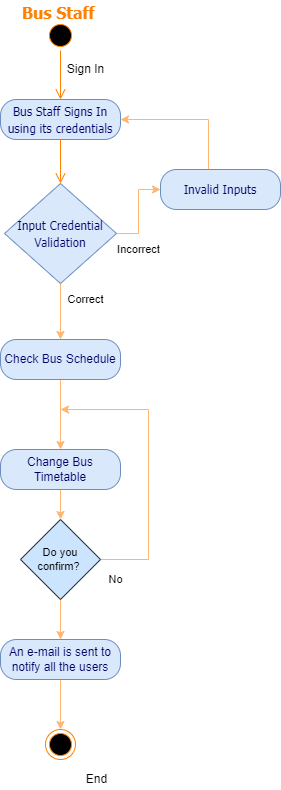 Bus Staff
Sign In
Bus Staff Signs In
using its credentials
Invalid Inputs
Input Credential
Validation
Incorrect
Correct
Check Bus Schedule
Change Bus
Timetable
Do you
confirm?
No
An e-mail is sent to
notify all the users
End